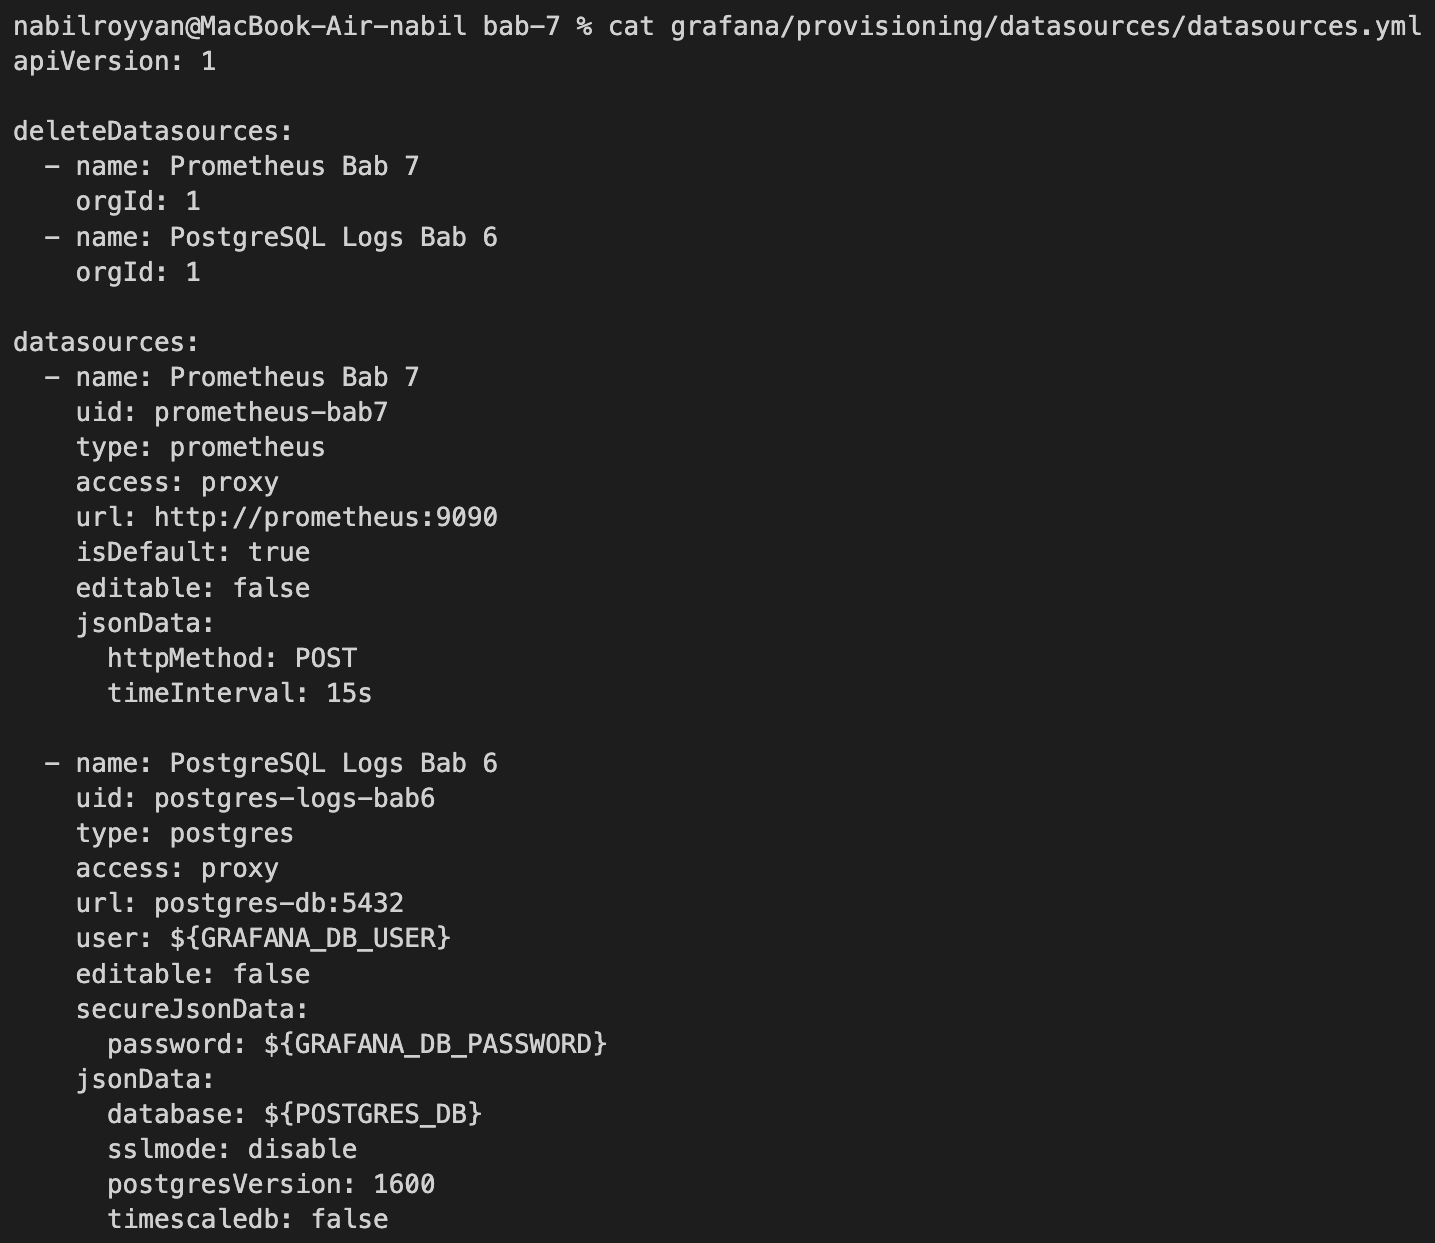 nabilroyyan@MacBook-Air-nabil bab-7 % cat grafana/provisioning/datasources/datasources.yml
apiVersion: 1

deleteDatasources:
  - name: Prometheus Bab 7
    orgId: 1
  - name: PostgreSQL Logs Bab 6
    orgId: 1

datasources:
  - name: Prometheus Bab 7
    uid: prometheus-bab7
    type: prometheus
    access: proxy
    url: http://prometheus:9090
    isDefault: true
    editable: false
    jsonData:
      httpMethod: POST
      timeInterval: 15s

  - name: PostgreSQL Logs Bab 6
    uid: postgres-logs-bab6
    type: postgres
    access: proxy
    url: postgres-db:5432
    user: ${GRAFANA_DB_USER}
    editable: false
    secureJsonData:
      password: ${GRAFANA_DB_PASSWORD}
    jsonData:
      database: ${POSTGRES_DB}
      sslmode: disable
      postgresVersion: 1600
      timescaledb: false